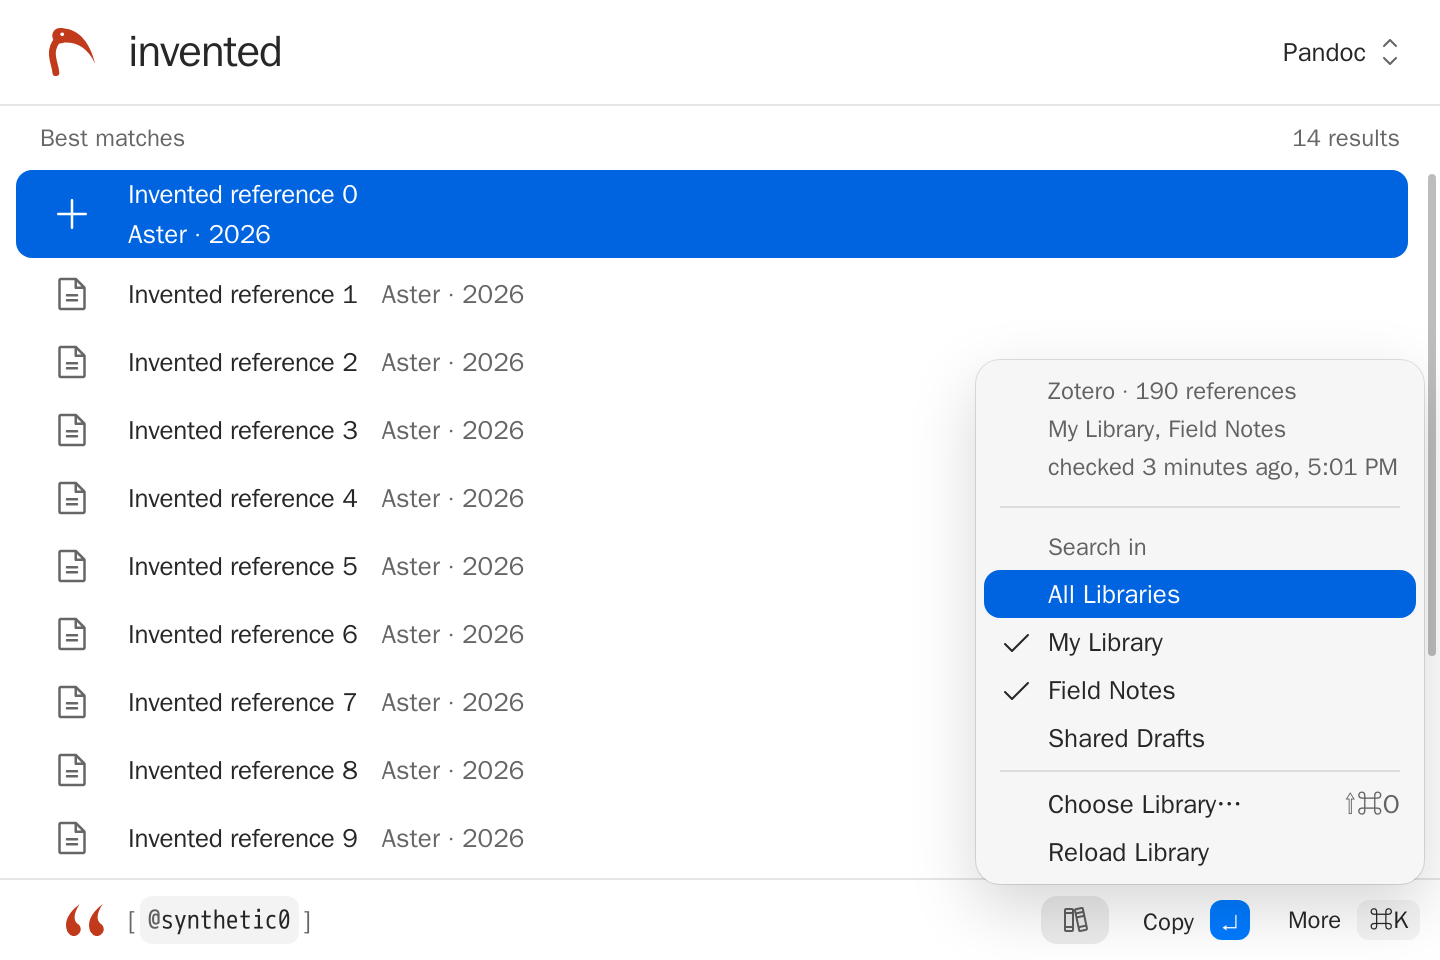 invented
Pandoc
Best matches
14 results
Invented reference 0
Aster · 2026
Invented reference 1 Aster · 2026
Invented reference 2 Aster · 2026
Invented reference 3 Aster · 2026
Invented reference 4 Aster · 2026
Invented reference 5 Aster · 2026
Invented reference 6 Aster · 2026
Invented reference 7 Aster · 2026
Invented reference 8 Aster · 2026
Invented reference 9 Aster · 2026
Zotero · 190 references
My Library, Field Notes
checked 3 minutes ago, 5:01 PM
Search in
All Libraries
My Library
Field Notes
Shared Drafts
Choose Library… ⇧⌘O
Reload Library
[ @synthetic0 ]
Copy ↵ More ⌘K